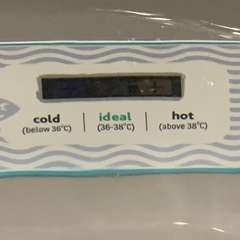 cold ideal hot
(below 36°C) (36-38°C) (above 38°C)